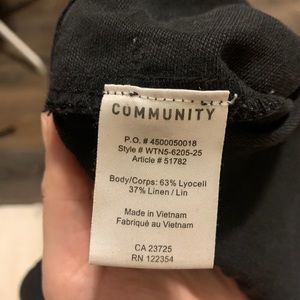 COMMUNITY
P.O. # 4500050018
Style # WTN5-6205-25
Article # 51782
Body/Corps: 63% Lyocell
37% Linen / Lin
Made in Vietnam
Fabriqué au Vietnam
CA 23725
RN 122354